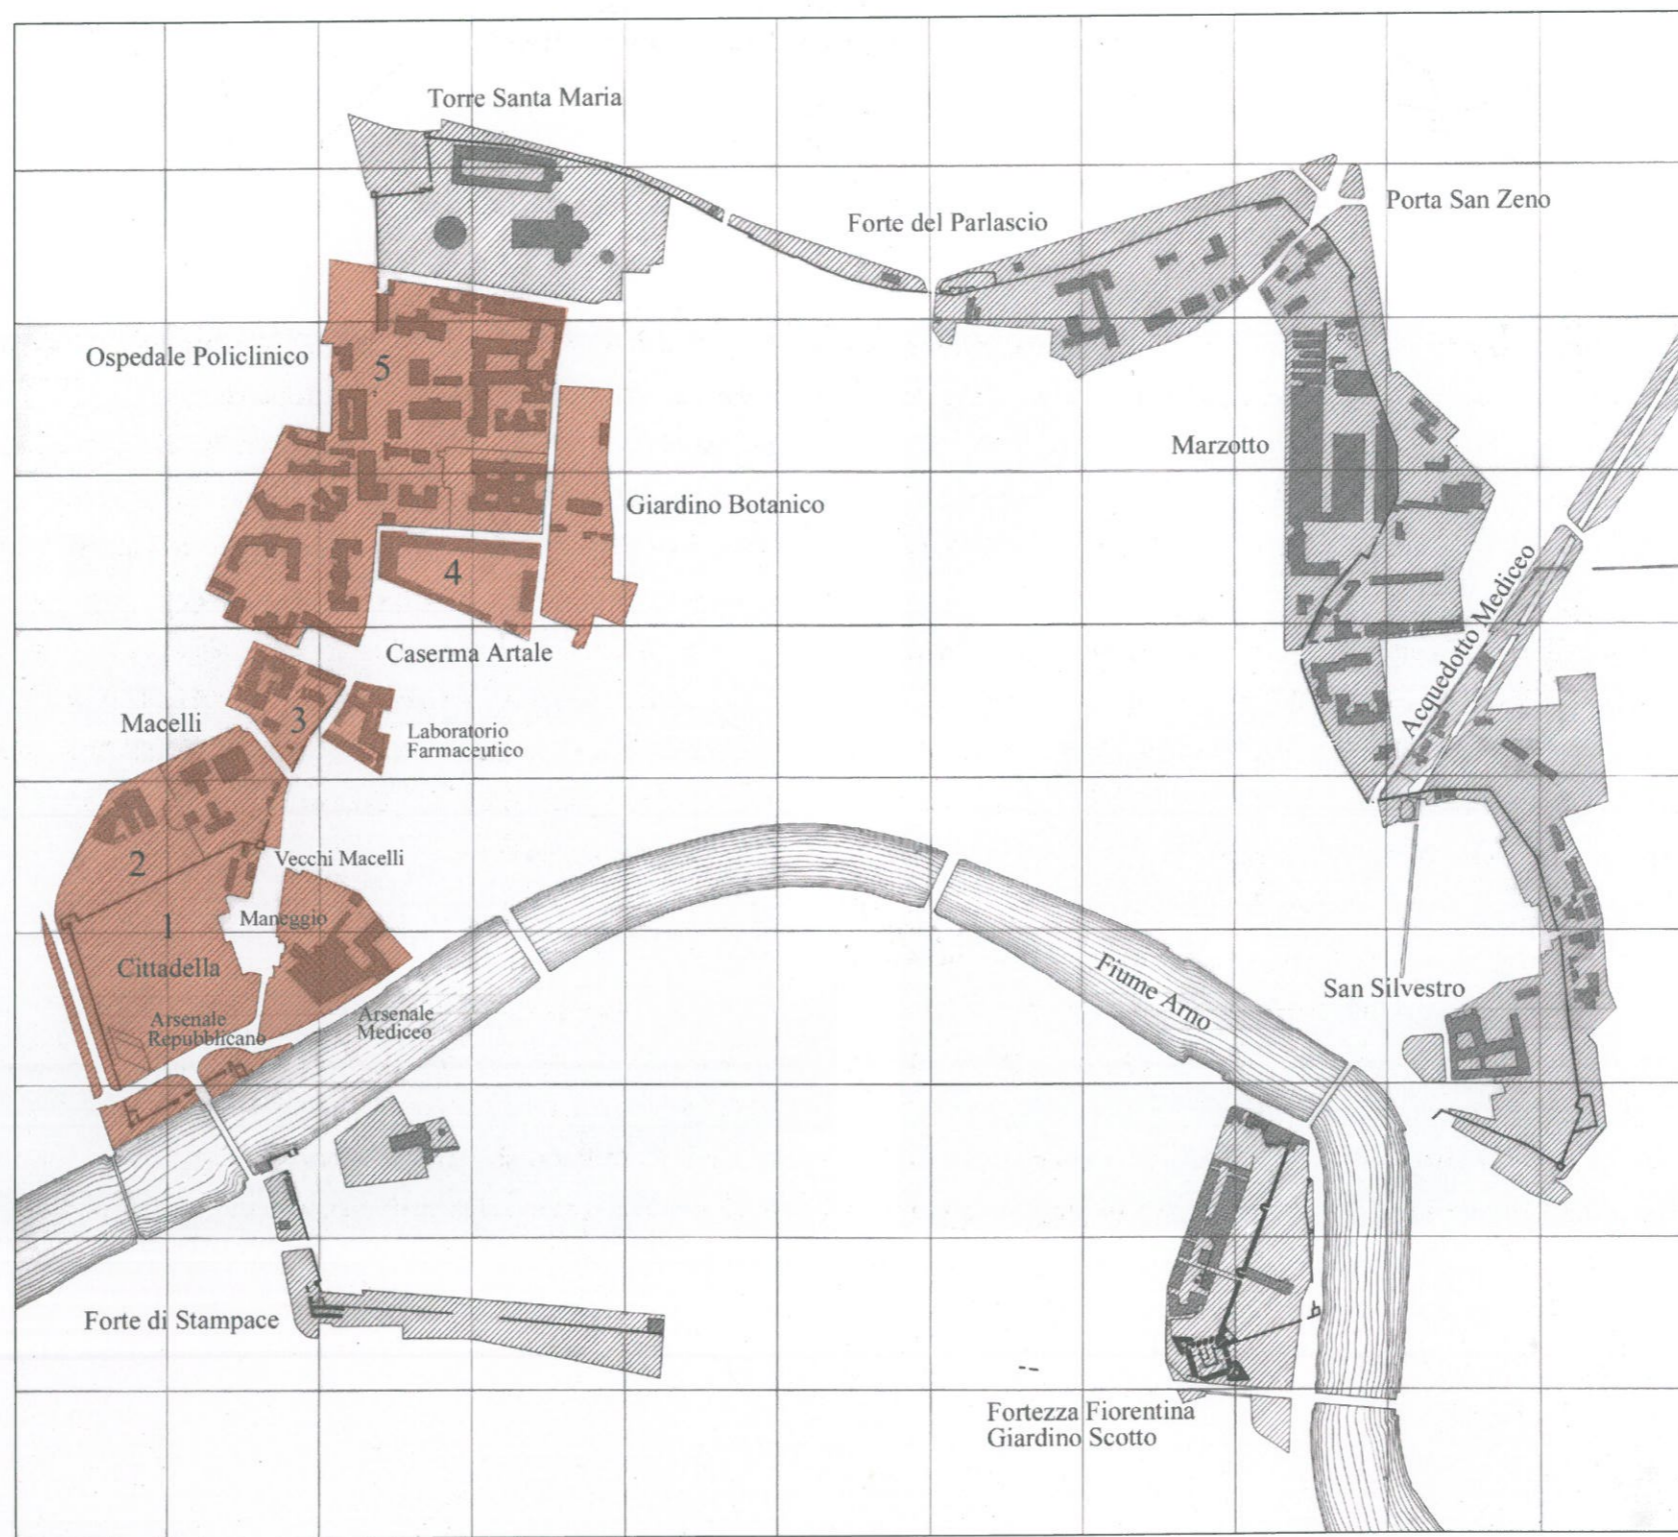 Torre Santa Maria
Porta San Zeno
Forte del Parlascio
Ospedale Policlinico
5
Marzotto
Giardino Botanico
4
Acquedotto Mediceo
Caserma Artale
Macelli
3
Laboratorio
Farmaceutico
2
Vecchi Macelli
1
Maneggio
Cittadella
Fiume Arno
San Silvestro
Arsenale
Repubblicano
Arsenale
Mediceo
Forte di Stampace
Fortezza Fiorentina
Giardino Scotto